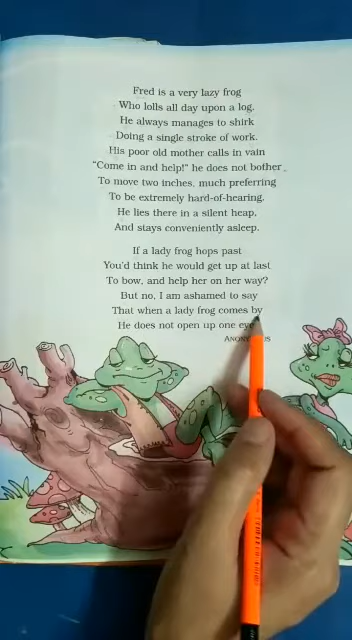 Fred is a very lazy frog
Who lolls all day upon a log.
He always manages to shirk
Doing a single stroke of work.
His poor old mother calls in vain
“Come in and help!” he does not bother
To move two inches, much preferring
To be extremely hard-of-hearing.
He lies there in a silent heap,
And stays conveniently asleep.
If a lady frog hops past
You'd think he would get up at last
To bow, and help her on her way?
But no, I am ashamed to say
That when a lady frog comes by
He does not open up one eye